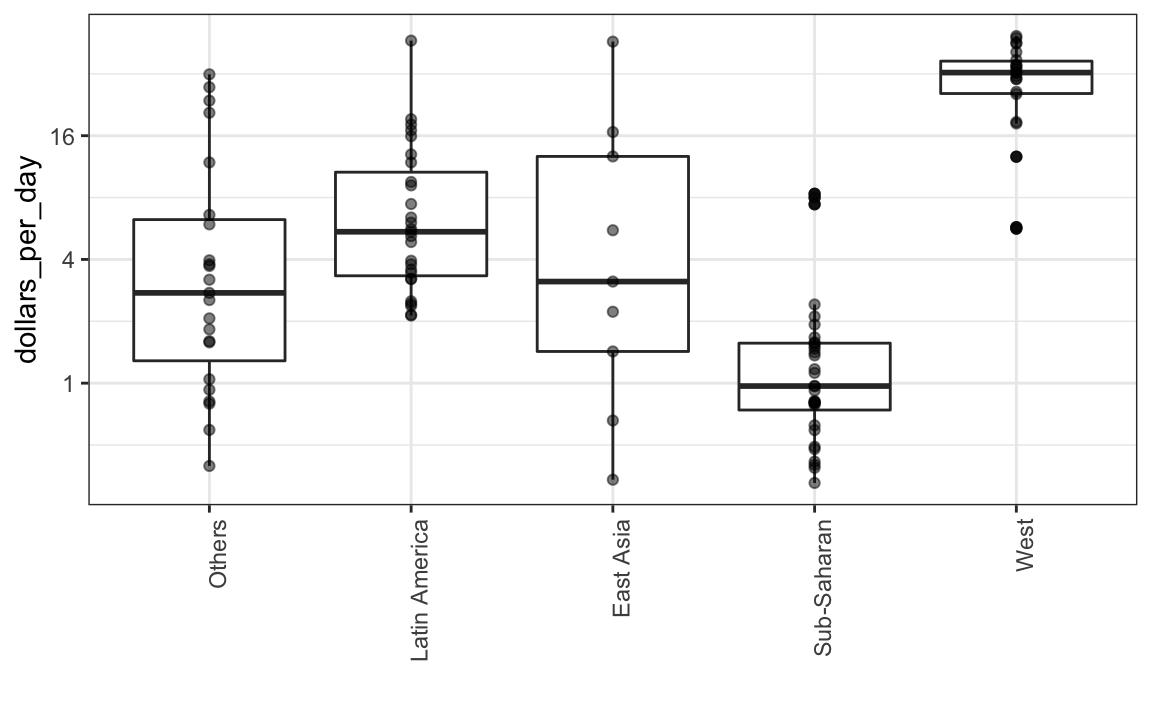 dollars_per_day
16
4
1
Others
Latin America
East Asia
Sub-Saharan
West